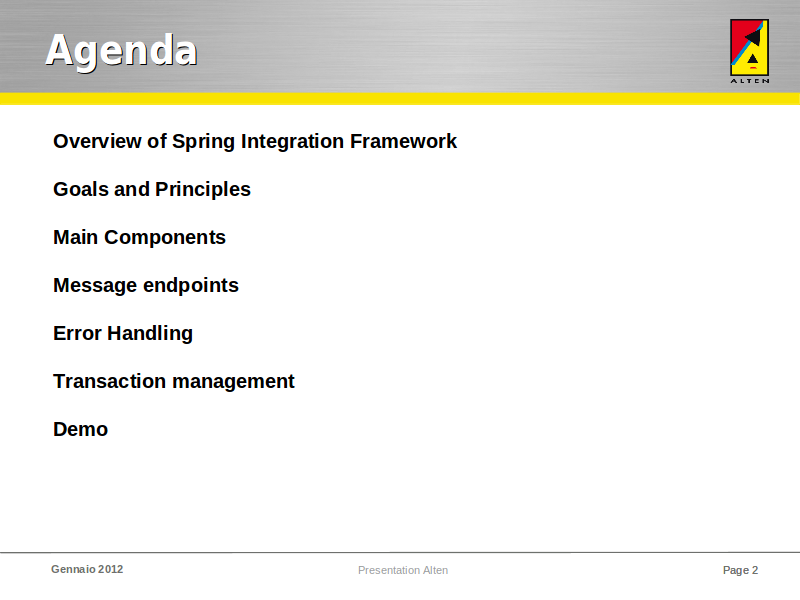 Agenda
ALTEN
Overview of Spring Integration Framework
Goals and Principles
Main Components
Message endpoints
Error Handling
Transaction management
Demo
Gennaio 2012
Presentation Alten
Page 2